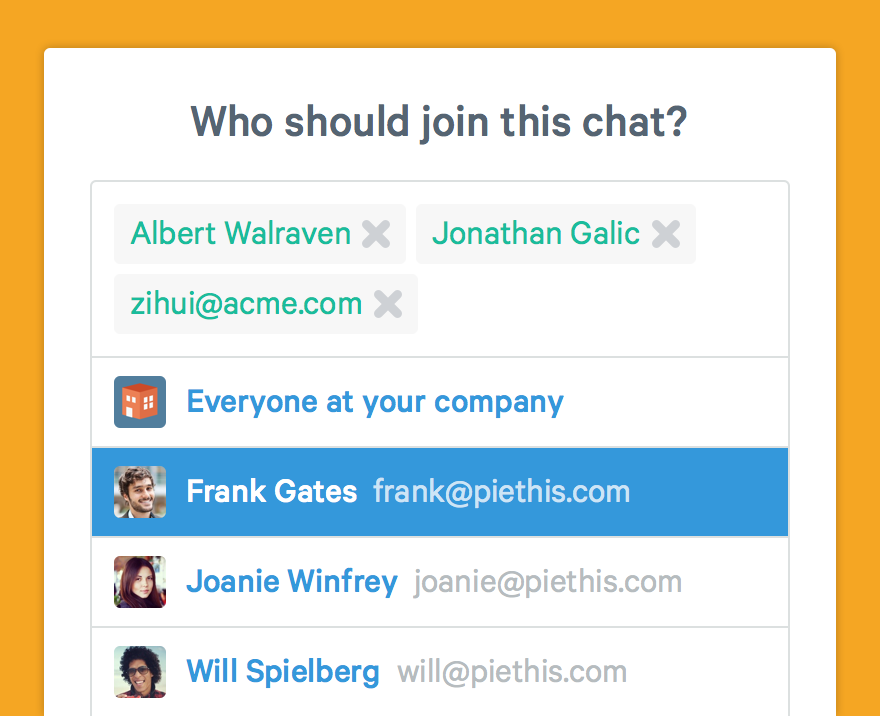 Who should join this chat?
Albert Walraven Jonathan Galic
zihui@acme.com
Everyone at your company
Frank Gates frank@piethis.com
Joanie Winfrey joanie@piethis.com
Will Spielberg will@piethis.com